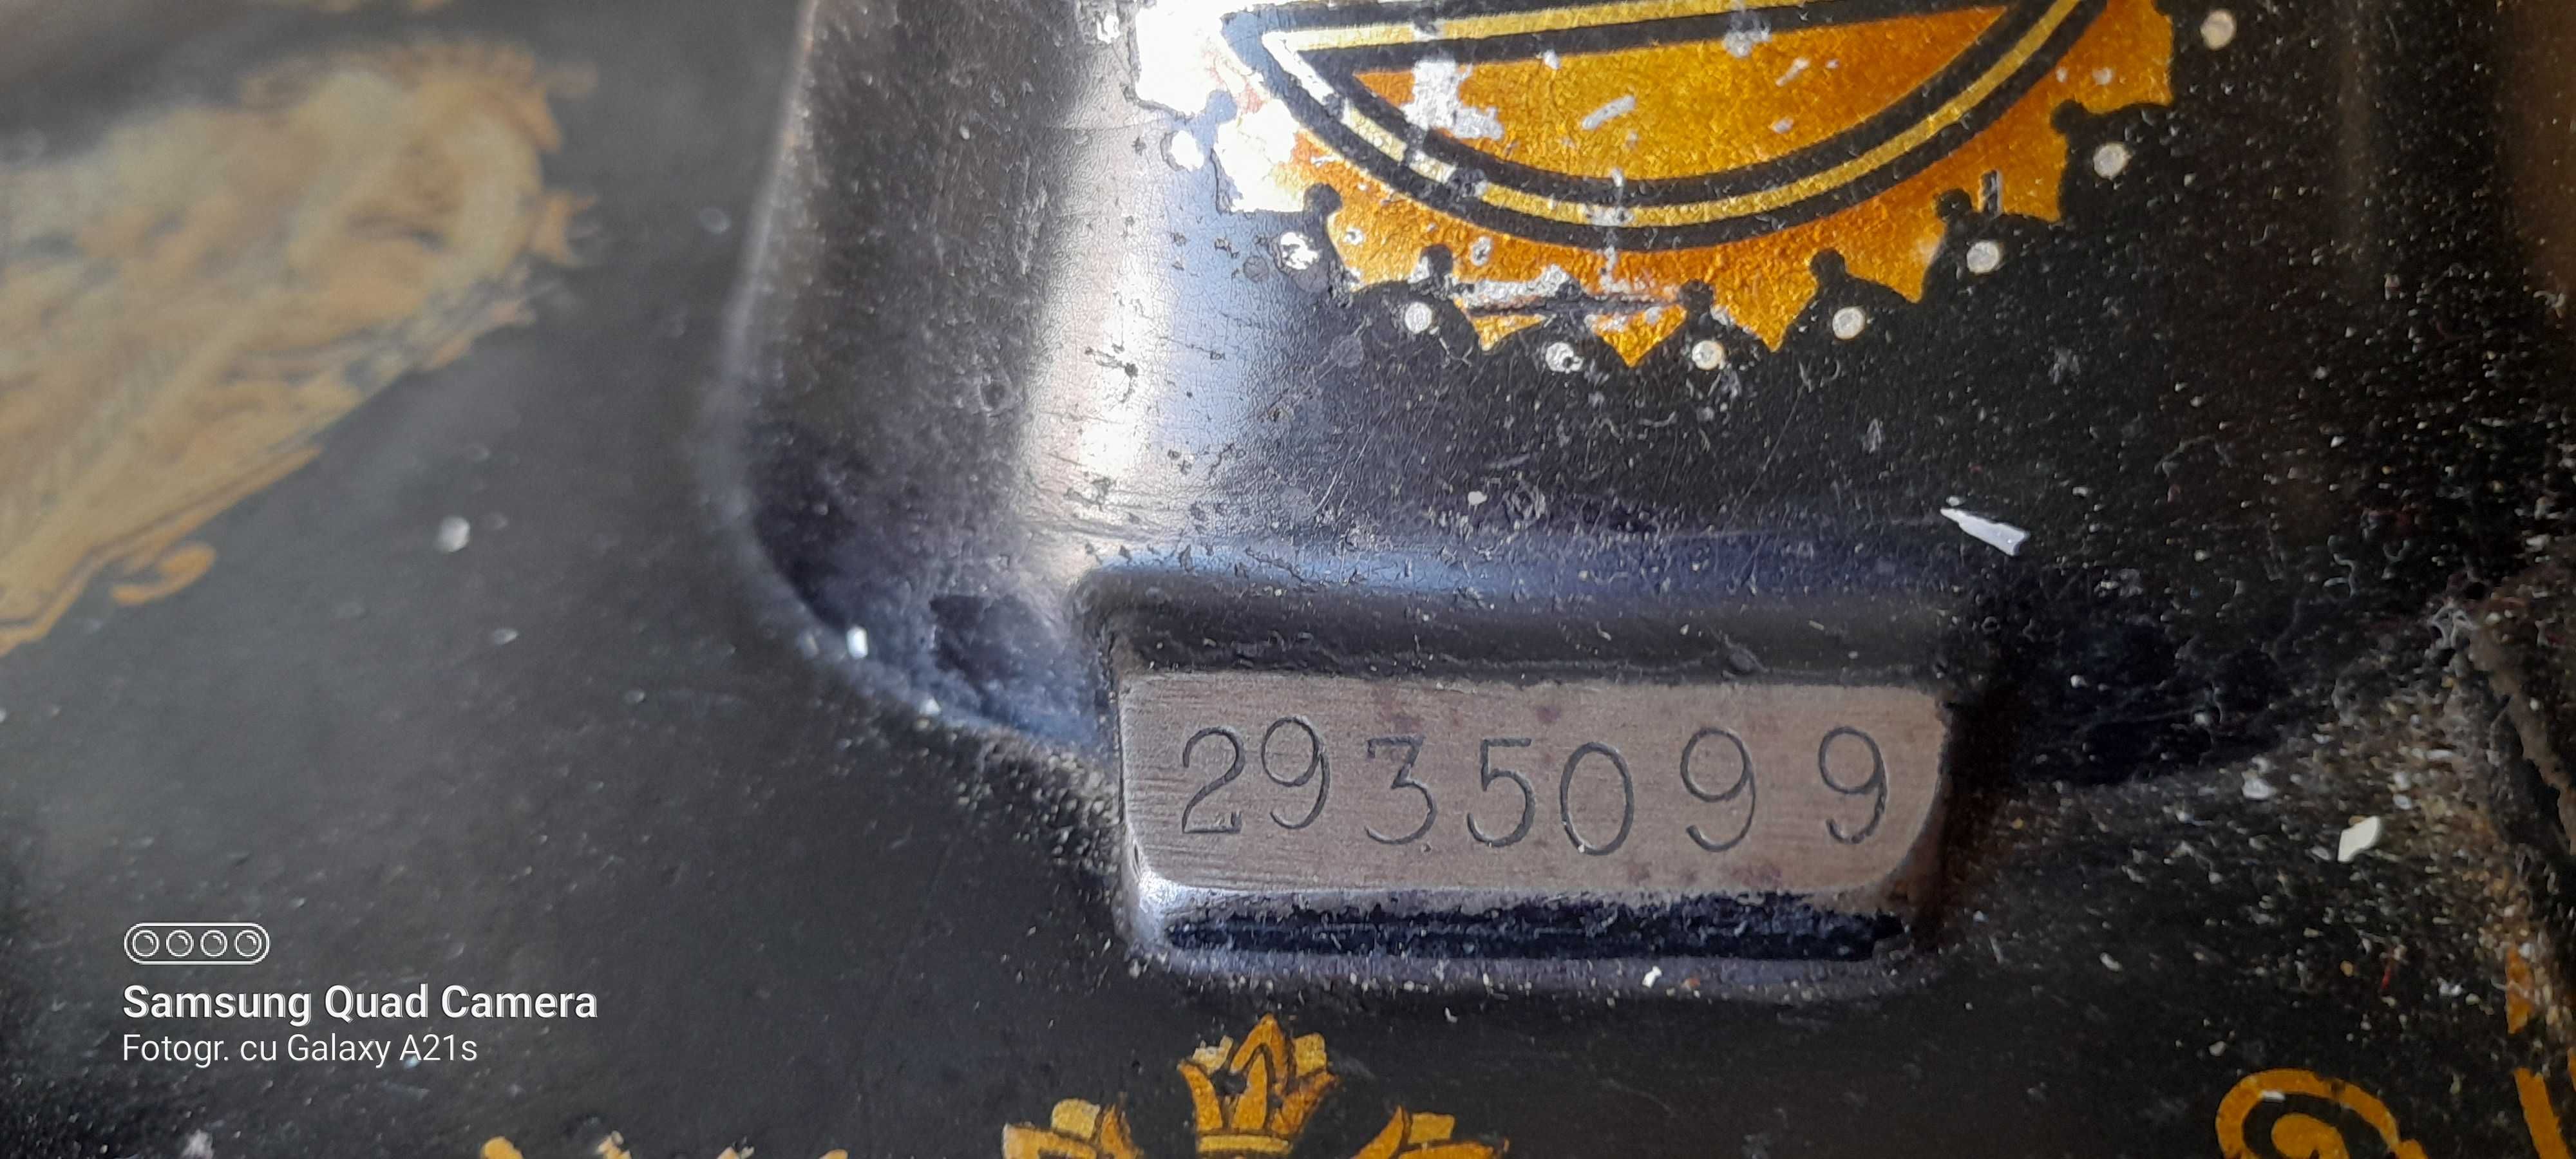 2935099
Samsung Quad Camera
Fotogr. cu Galaxy A21s